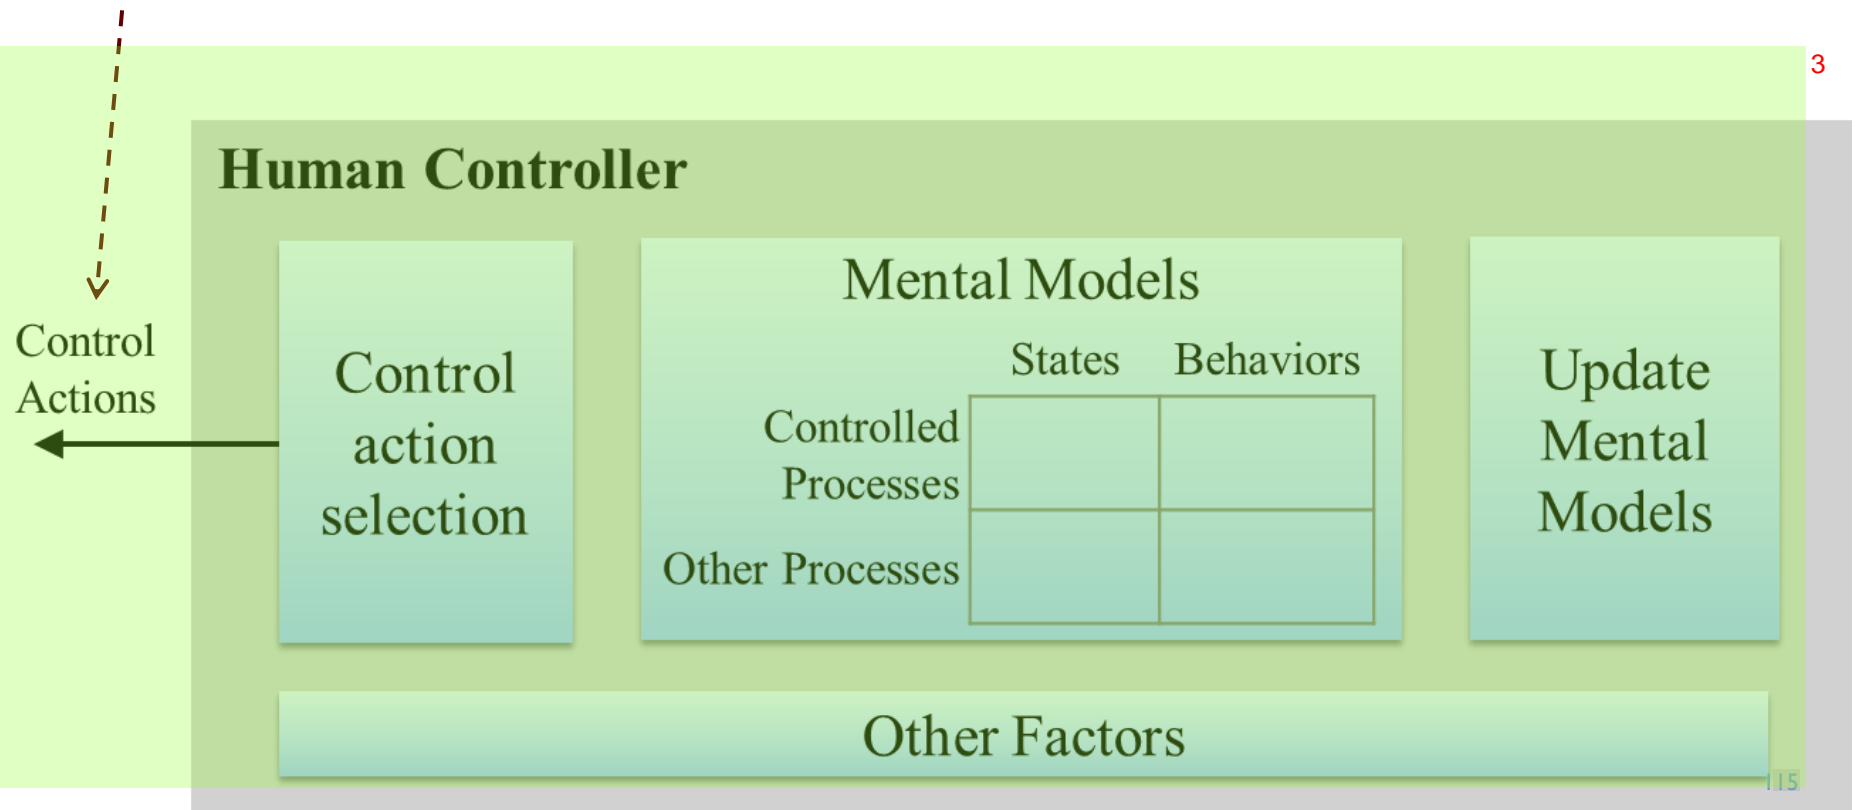 3
Human Controller
Control
Actions
Control
action
selection
Mental Models
States Behaviors
Controlled
Processes
Other Processes
Update
Mental
Models
Other Factors
115